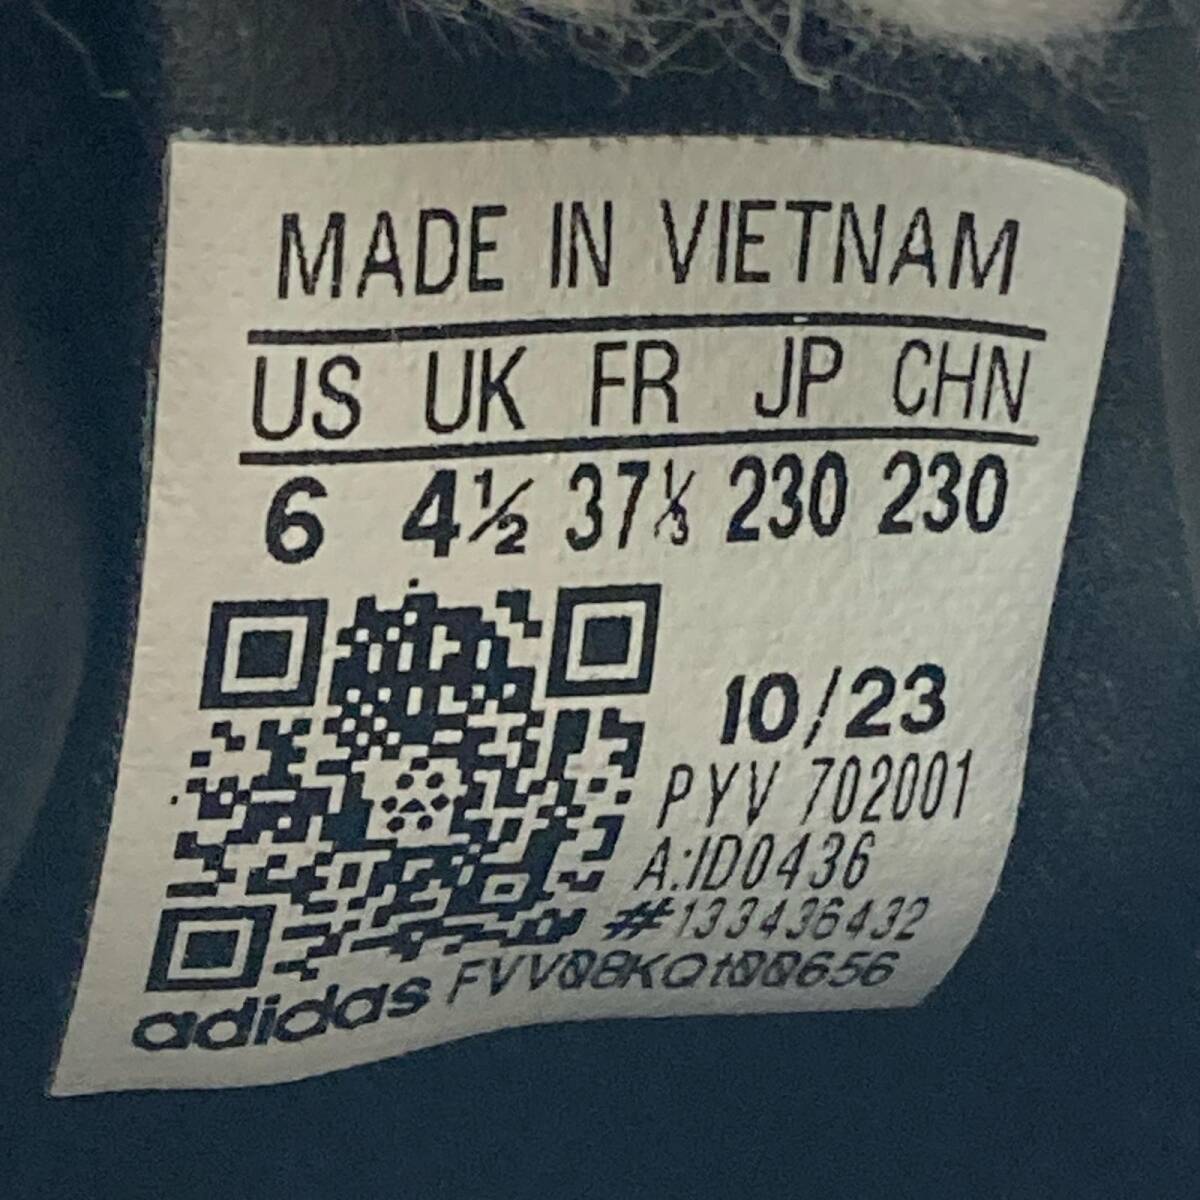 MADE IN VIETNAM
US UK FR JP CHN
6 4½ 37⅓ 230 230
10/23
PYV 702001
A:ID0436
#133436432
adidas FVV08KQt00656